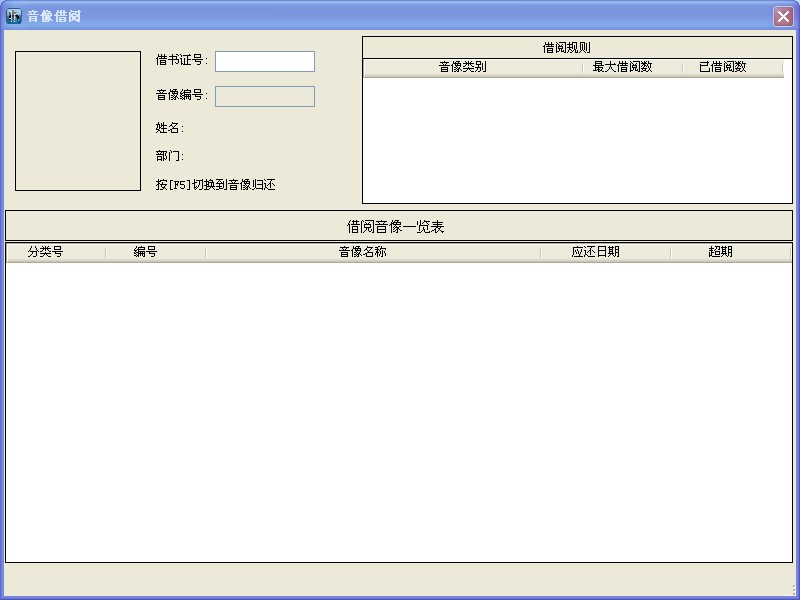 音像借阅
借书证号:
音像编号:
姓名:
部门:
按[F5]切换到音像归还
借阅规则
音像类别 最大借阅数 已借阅数
借阅音像一览表
分类号 编号 音像名称 应还日期 超期